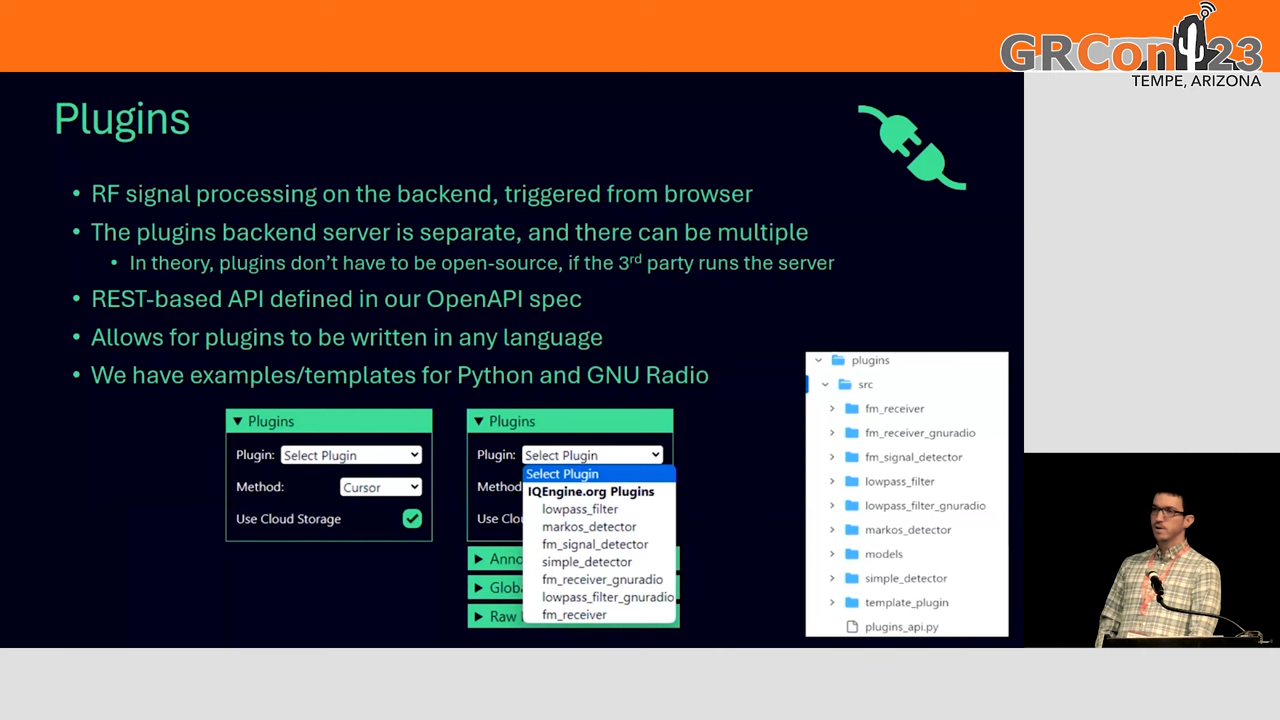 GRCon 23
TEMPE, ARIZONA
Plugins
• RF signal processing on the backend, triggered from browser
• The plugins backend server is separate, and there can be multiple
• In theory, plugins don't have to be open-source, if the 3rd party runs the server
• REST-based API defined in our OpenAPI spec
• Allows for plugins to be written in any language
• We have examples/templates for Python and GNU Radio
Plugins
Plugin: Select Plugin
Method: Cursor
Use Cloud Storage
Plugins
Plugin: Select Plugin
Select Plugin
Method
IQEngine.org Plugins
lowpass_filter
Use Clo
markos_detector
fm_signal_detector
simple_detector
Anno
fm_receiver_gnuradio
Glob
lowpass_filter_gnuradio
Raw
fm_receiver
plugins
src
fm_receiver
fm_receiver_gnuradio
fm_signal_detector
lowpass_filter
lowpass_filter_gnuradio
markos_detector
models
simple_detector
template_plugin
plugins_api.py